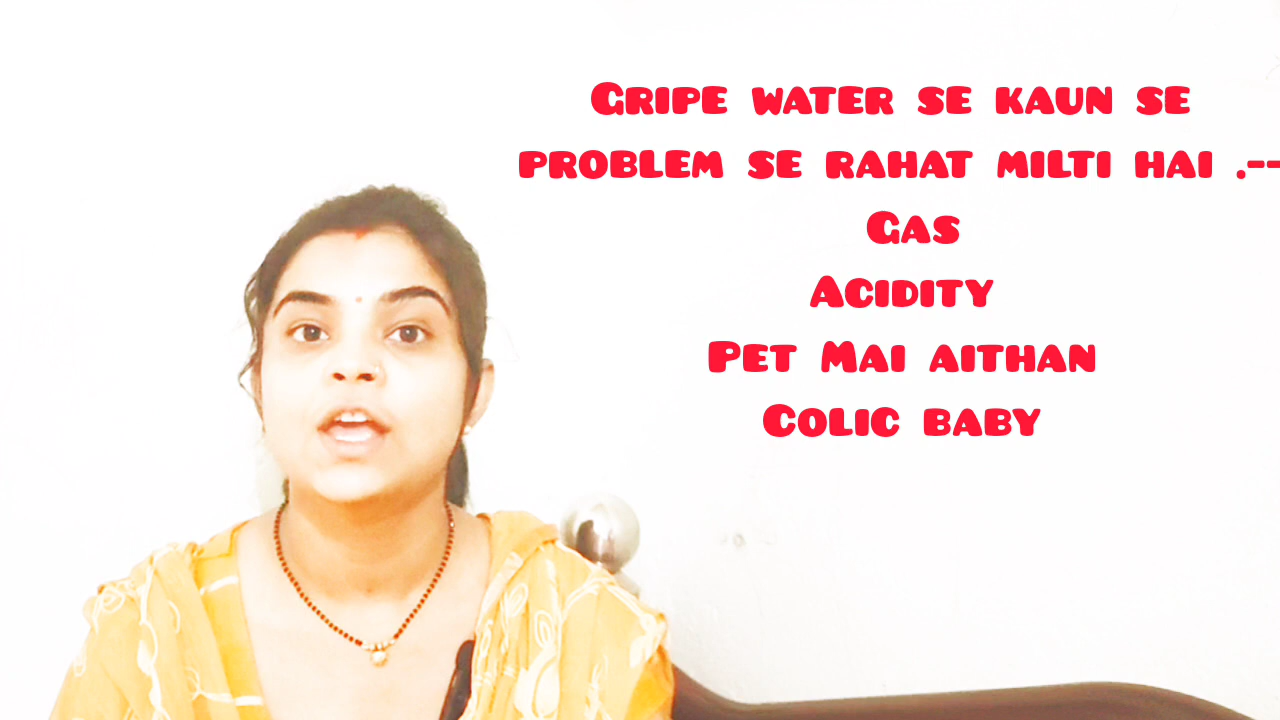 Gripe water se kaun se
problem se rahat milti hai .--
Gas
Acidity
Pet Mai aithan
Colic baby